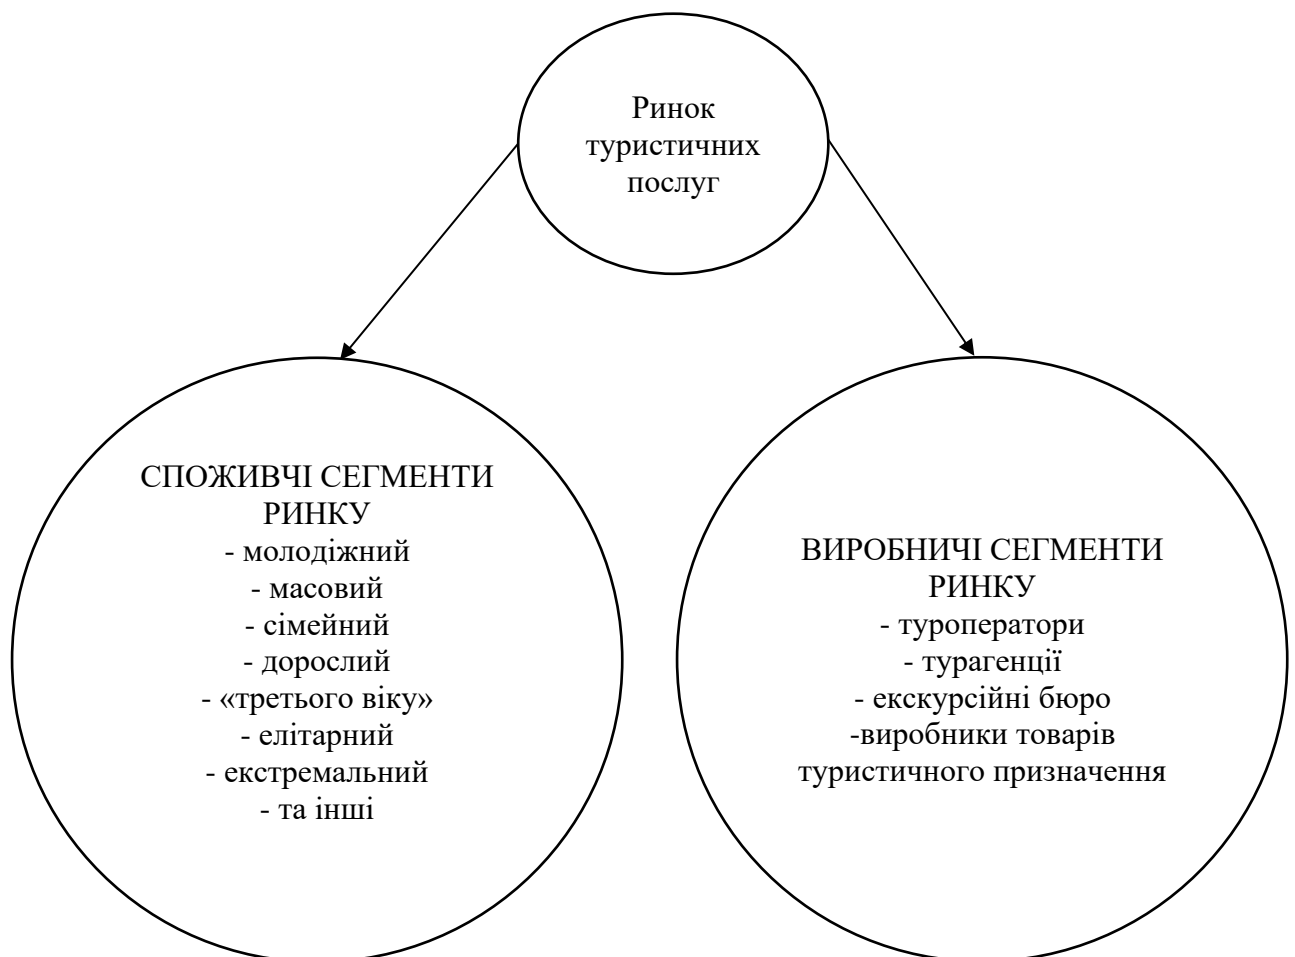 Ринок
туристичних
послуг
СПОЖИВЧІ СЕГМЕНТИ
РИНКУ
- молодіжний
- масовий
- сімейний
- дорослий
- «третього віку»
- елітарний
- екстремальний
- та інші
ВИРОБНИЧІ СЕГМЕНТИ
РИНКУ
- туроператори
- турагенції
- екскурсійні бюро
-виробники товарів
туристичного призначення